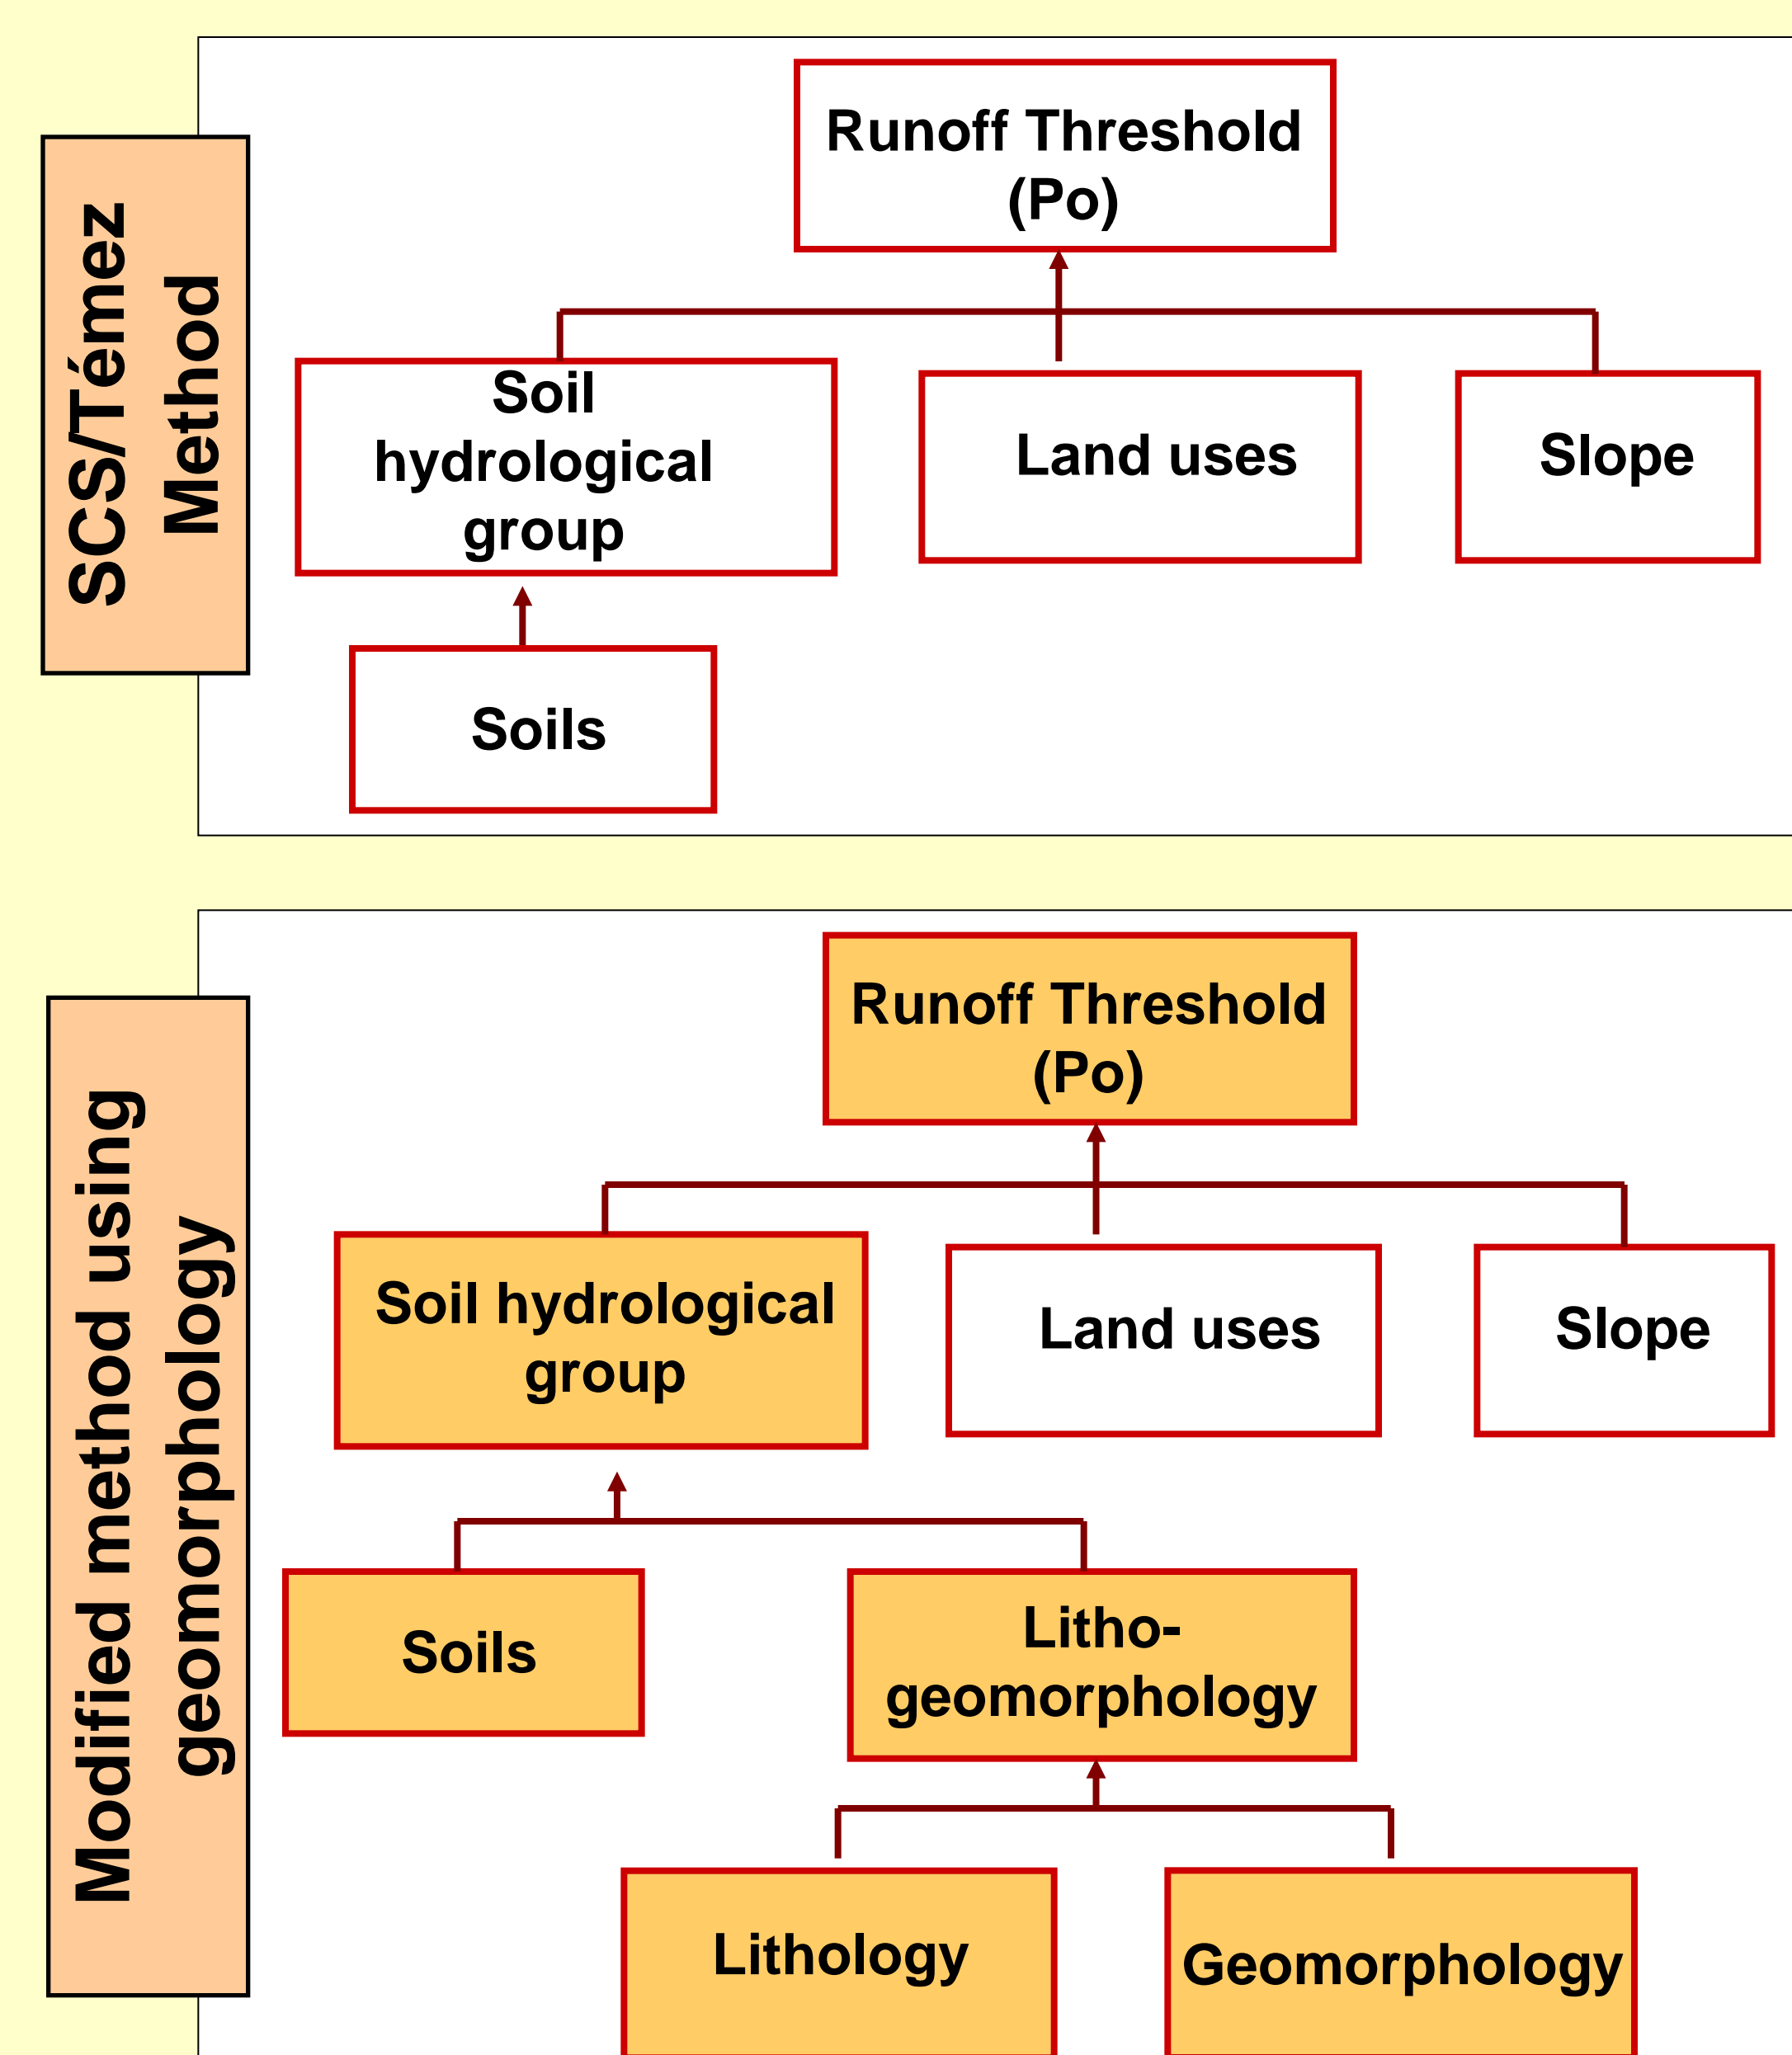 SCS/Témez
Method
Runoff Threshold
(Po)
Soil
hydrological
group
Land uses
Slope
Soils
Modified method using
geomorphology
Runoff Threshold
(Po)
Soil hydrological
group
Land uses
Slope
Soils
Litho-
geomorphology
Lithology
Geomorphology